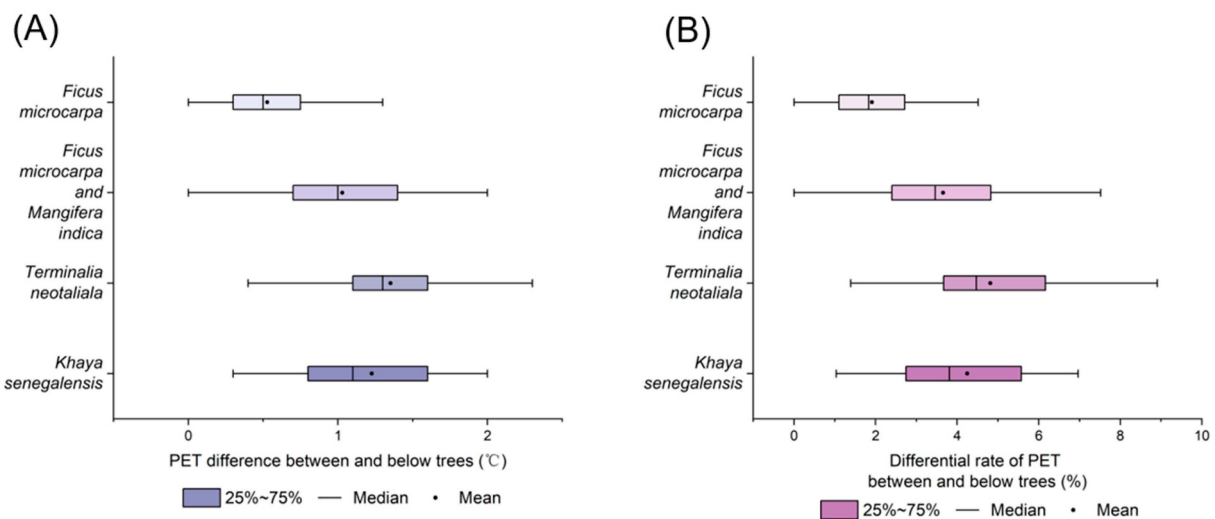 (A)
Ficus
microcarpa
Ficus
microcarpa
and
Mangifera
indica
Terminalia
neotaliala
Khaya
senegalensis
0 1 2
PET difference between and below trees (℃)
25%~75% Median Mean
(B)
Ficus
microcarpa
Ficus
microcarpa
and
Mangifera
indica
Terminalia
neotaliala
Khaya
senegalensis
0 2 4 6 8 10
Differential rate of PET
between and below trees (%)
25%~75% Median Mean